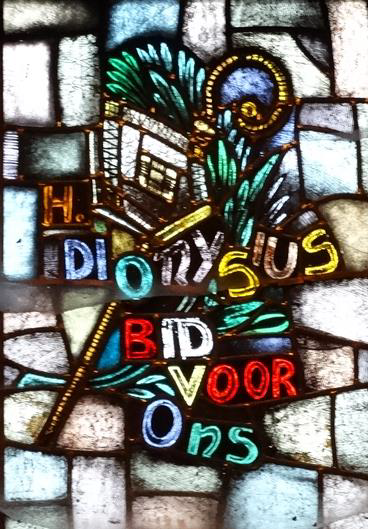 H.
DIONYSIUS
BID
VOOR
Ons